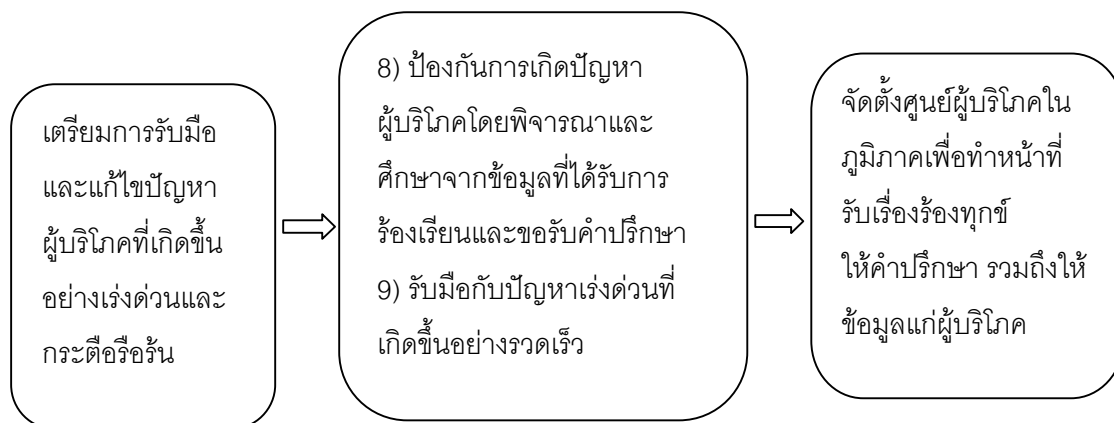 เตรียมการรับมือ
และแก้ไขปัญหา
ผู้บริโภคที่เกิดขึ้น
อย่างเร่งด่วนและ
กระตือรือร้น
8) ป้องกันการเกิดปัญหา
ผู้บริโภคโดยพิจารณาและ
ศึกษาจากข้อมูลที่ได้รับการ
ร้องเรียนและขอรับคำปรึกษา
9) รับมือกับปัญหาเร่งด่วนที่
เกิดขึ้นอย่างรวดเร็ว
จัดตั้งศูนย์ผู้บริโภคใน
ภูมิภาคเพื่อทำหน้าที่
รับเรื่องร้องทุกข์
ให้คำปรึกษา รวมถึงให้
ข้อมูลแก่ผู้บริโภค